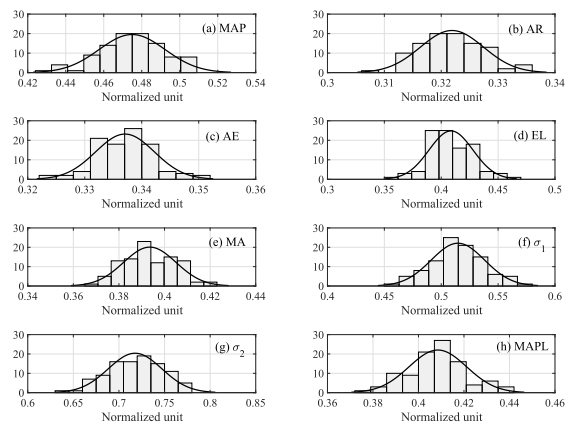 30
20
10
0
(a) MAP
0.42 0.44 0.46 0.48 0.5 0.52 0.54
Normalized unit
30
20
10
0
(b) AR
0.3 0.31 0.32 0.33 0.34
Normalized unit
30
20
10
0
(c) AE
0.32 0.33 0.34 0.35 0.36
Normalized unit
30
20
10
0
(d) EL
0.3 0.35 0.4 0.45 0.5
Normalized unit
30
20
10
0
(e) MA
0.34 0.36 0.38 0.4 0.42 0.44
Normalized unit
30
20
10
0
(f) σ₁
0.4 0.45 0.5 0.55 0.6
Normalized unit
30
20
10
0
(g) σ₂
0.6 0.65 0.7 0.75 0.8 0.85
Normalized unit
30
20
10
0
(h) MAPL
0.36 0.38 0.4 0.42 0.44 0.46
Normalized unit